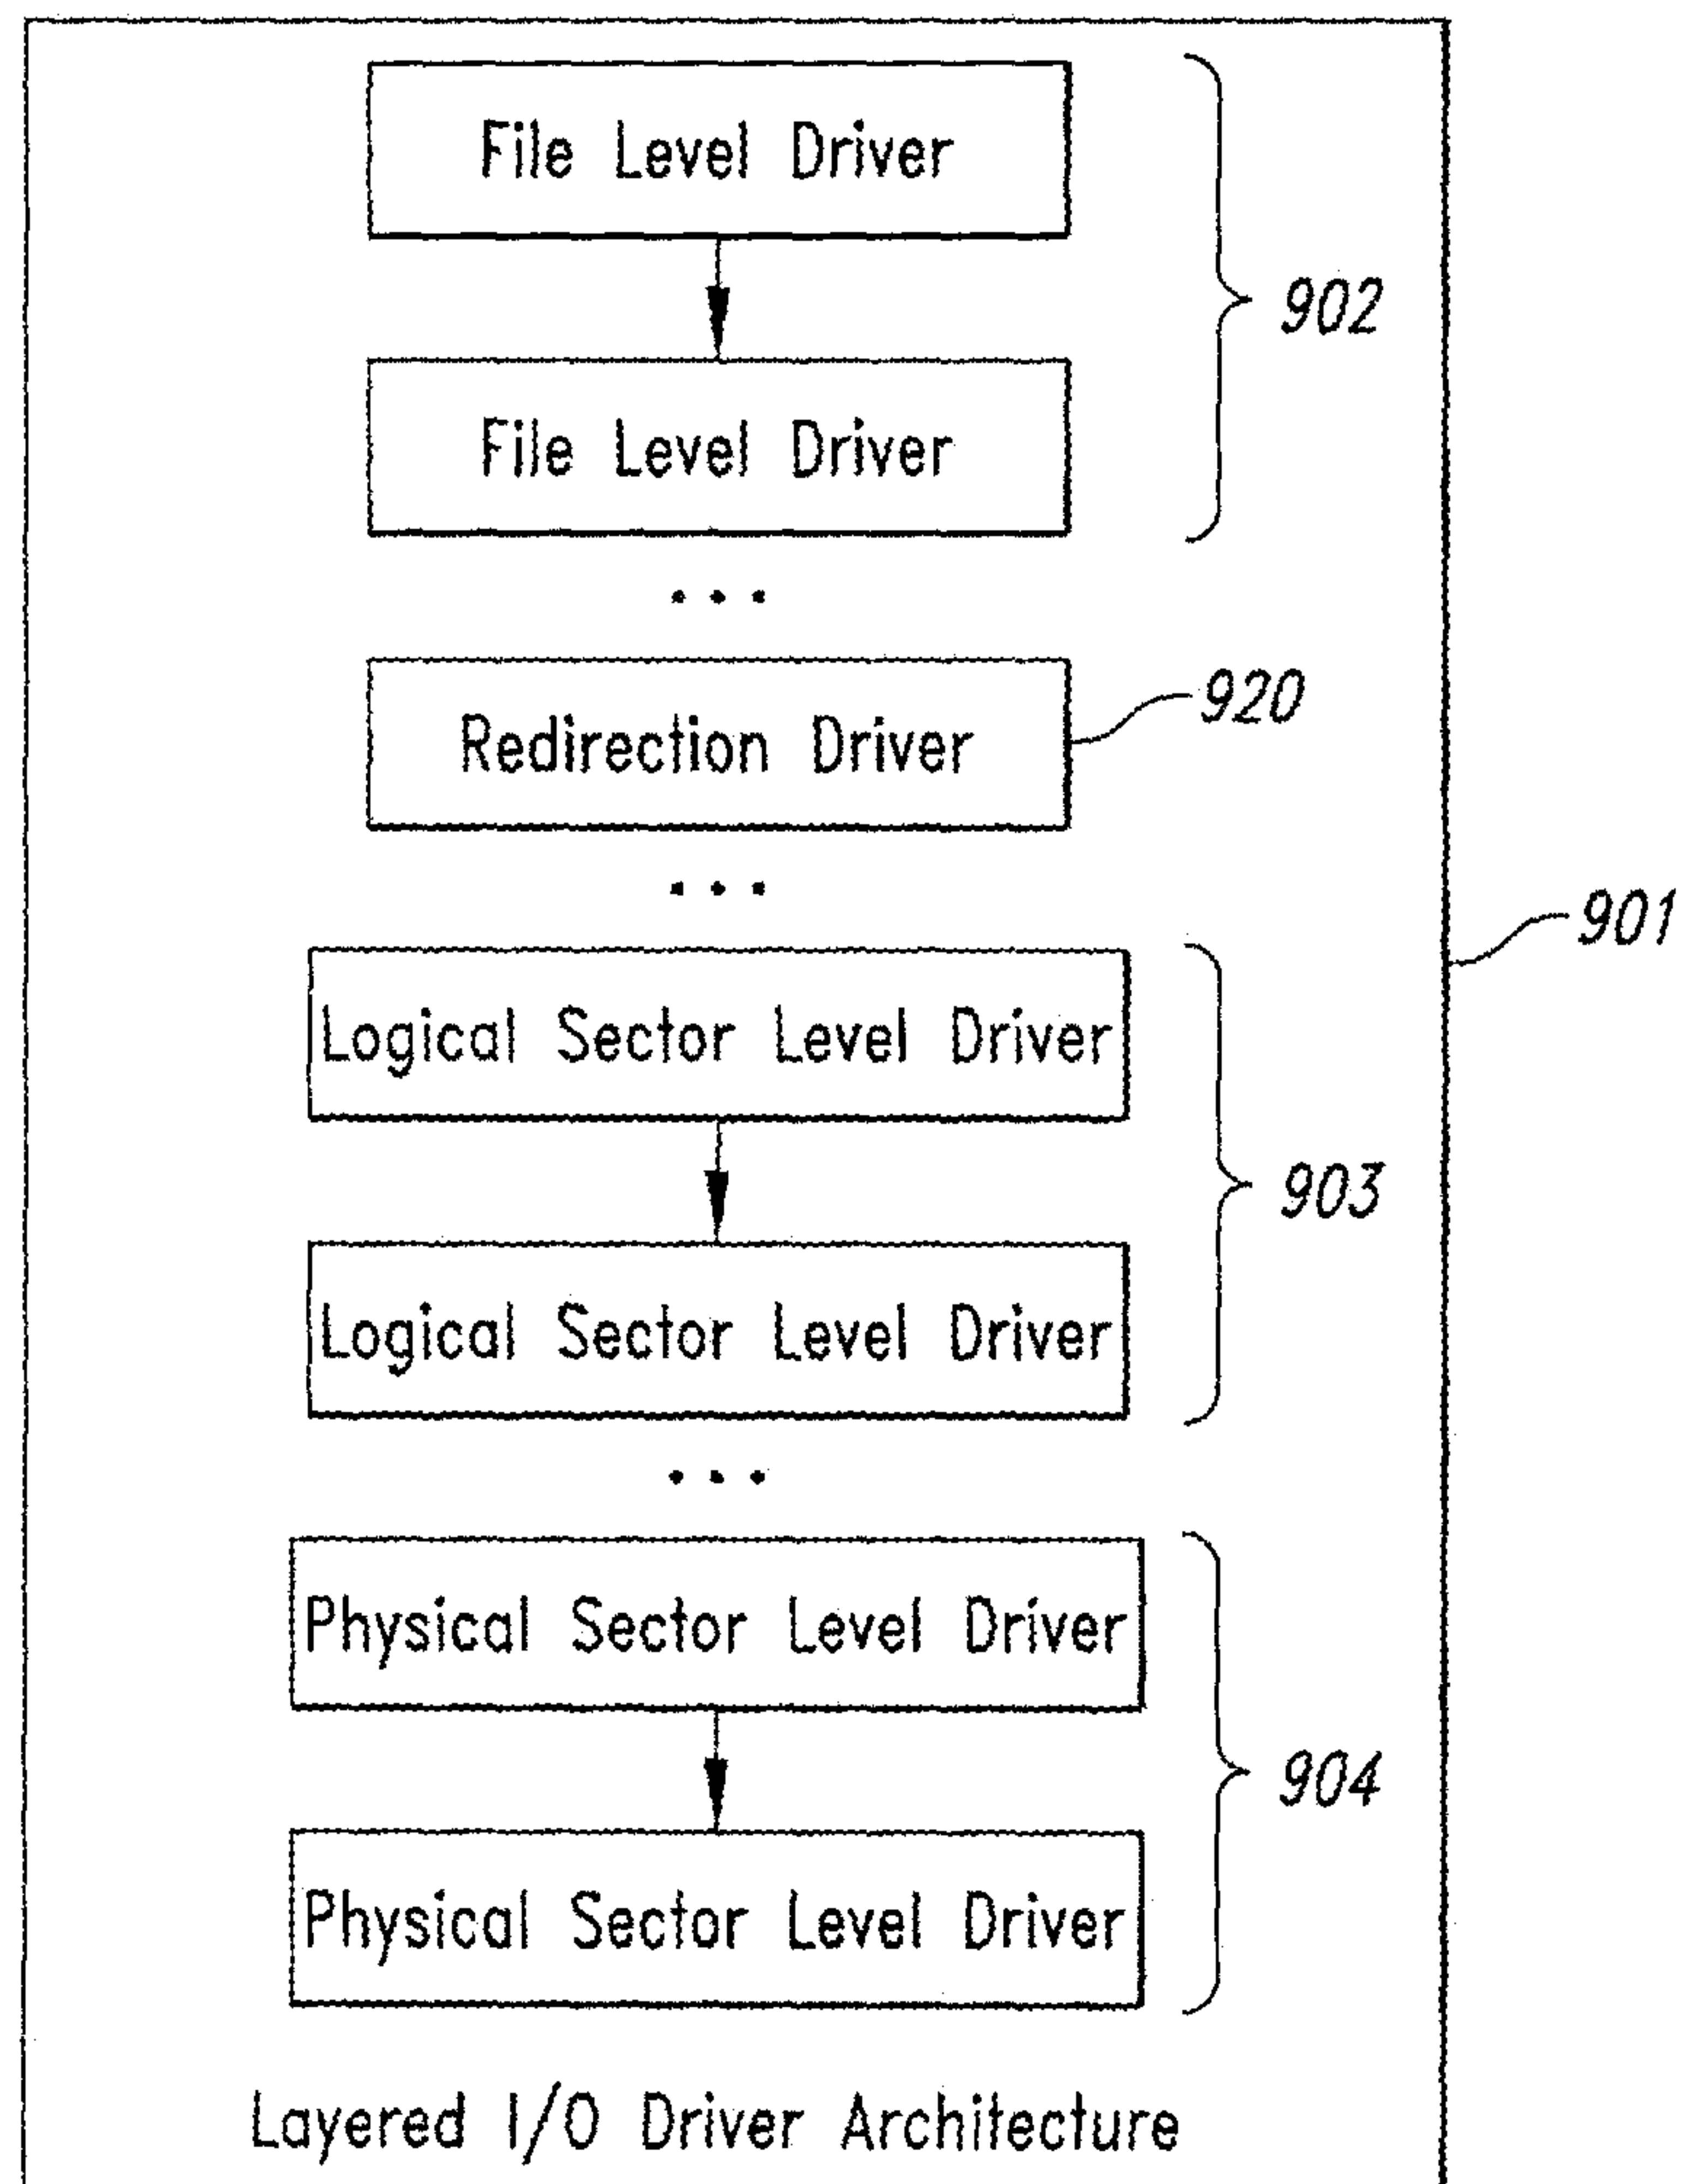 File Level Driver
902
File Level Driver
...
920
Redirection Driver
...
901
Logical Sector Level Driver
903
Logical Sector Level Driver
...
Physical Sector Level Driver
904
Physical Sector Level Driver
Layered I/O Driver Architecture